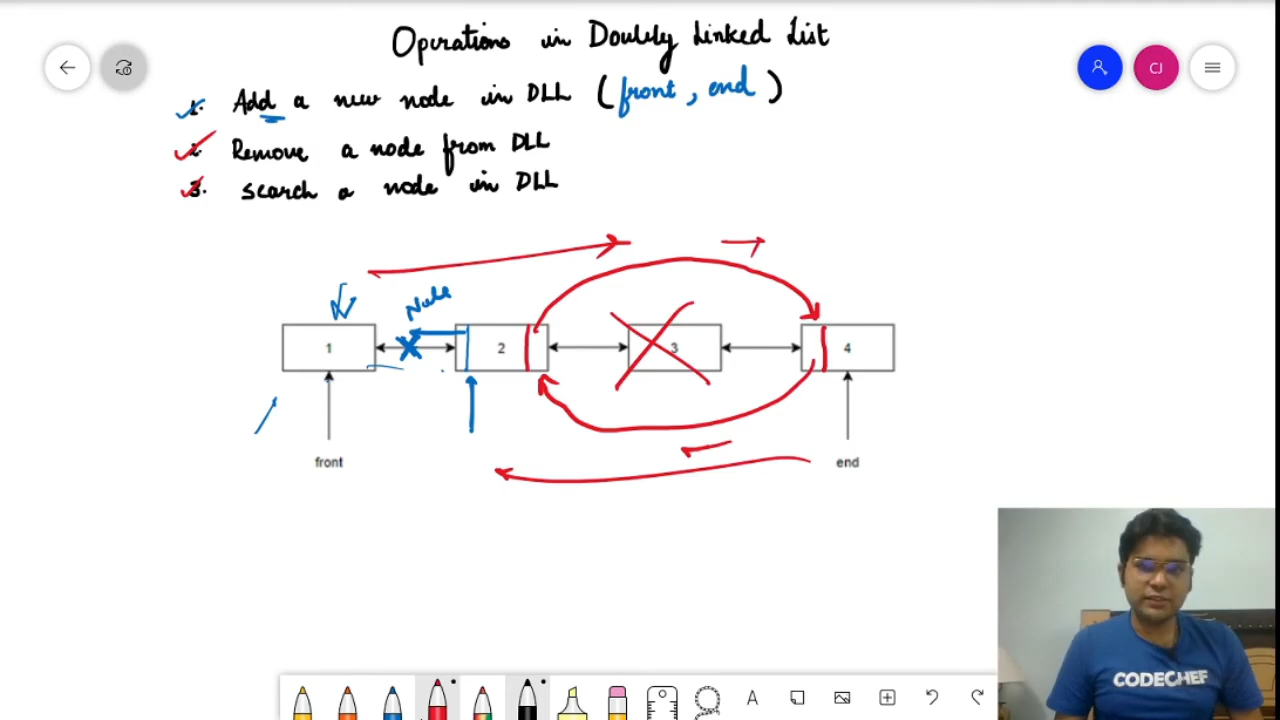 Operations in Doubly Linked List
CJ
1. Add a new node in DLL (front, end)
2. Remove a node from DLL
3. Search a node in DLL
Null
1 2 3 4
front end
CODECHEF
A